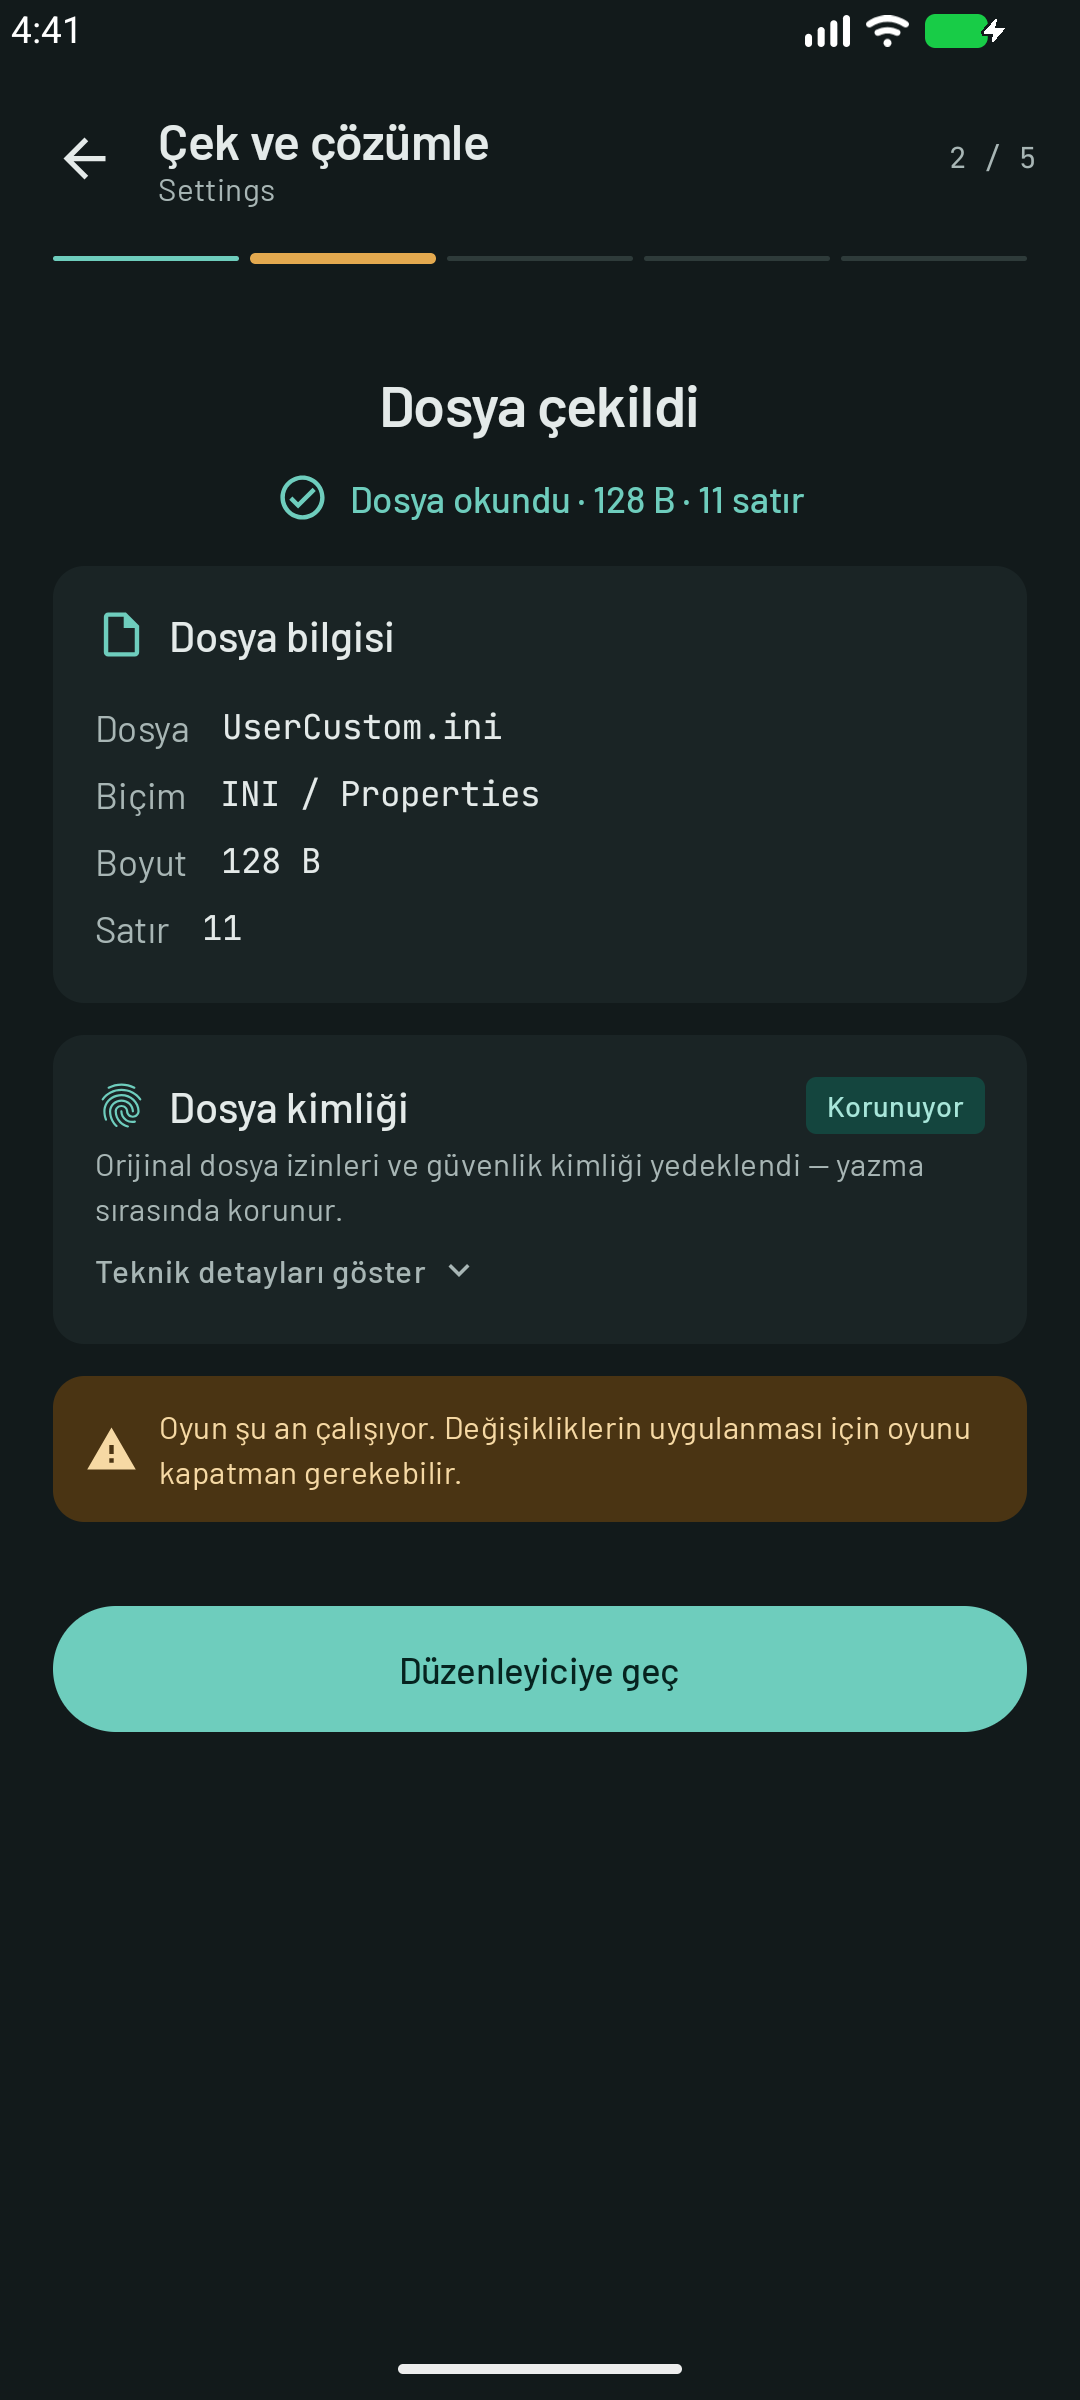 4:41
Çek ve çözümle
Settings
2 / 5
Dosya çekildi
Dosya okundu · 128 B · 11 satır
Dosya bilgisi
Dosya UserCustom.ini
Biçim INI / Properties
Boyut 128 B
Satır 11
Dosya kimliği
Korunuyor
Orijinal dosya izinleri ve güvenlik kimliği yedeklendi — yazma
sırasında korunur.
Teknik detayları göster
Oyun şu an çalışıyor. Değişikliklerin uygulanması için oyunu
kapatman gerekebilir.
Düzenleyiciye geç